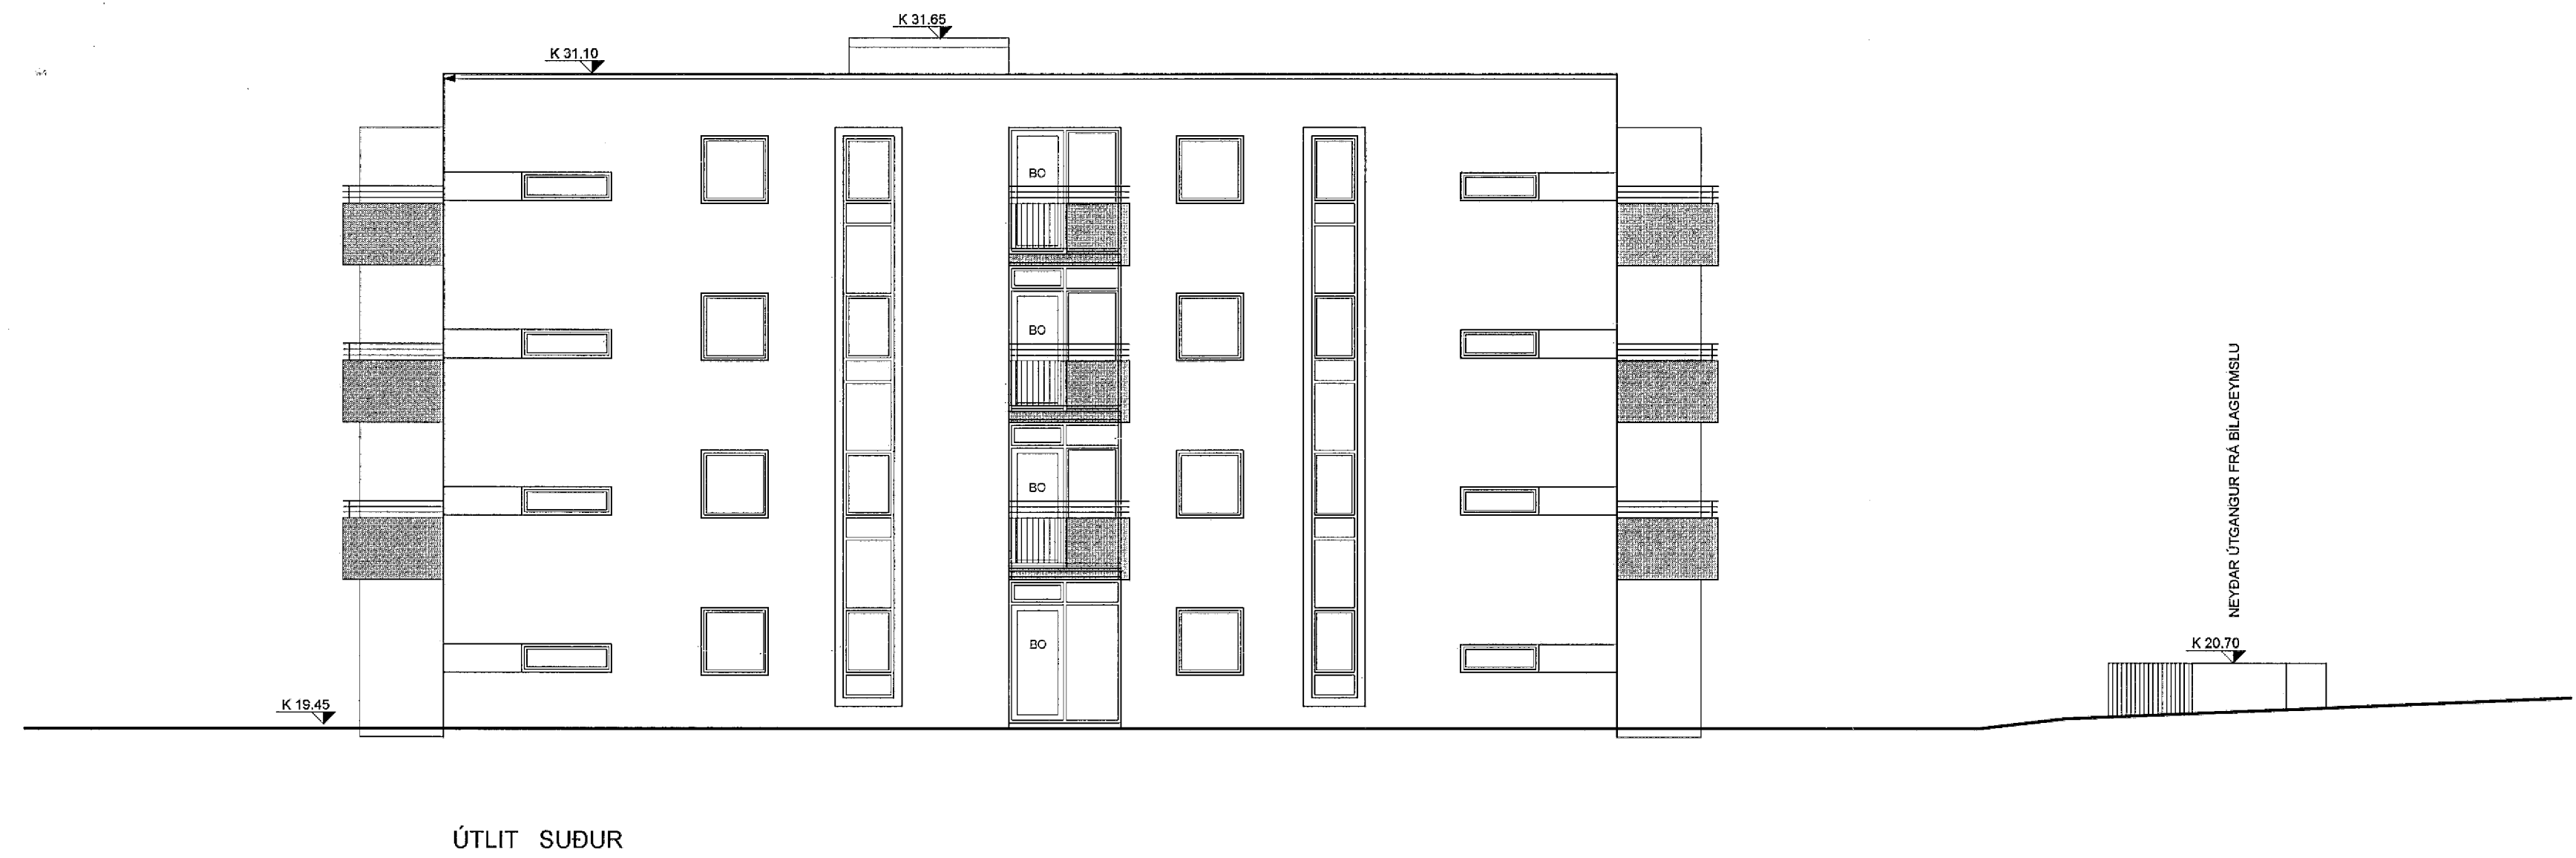 K 31.65
K 31.10
BO
BO
BO
BO
NEYÐAR ÚTGANGUR FRÁ BÍLAGEYMSLU
K 20.70
K 19.45
ÚTLIT SUÐUR